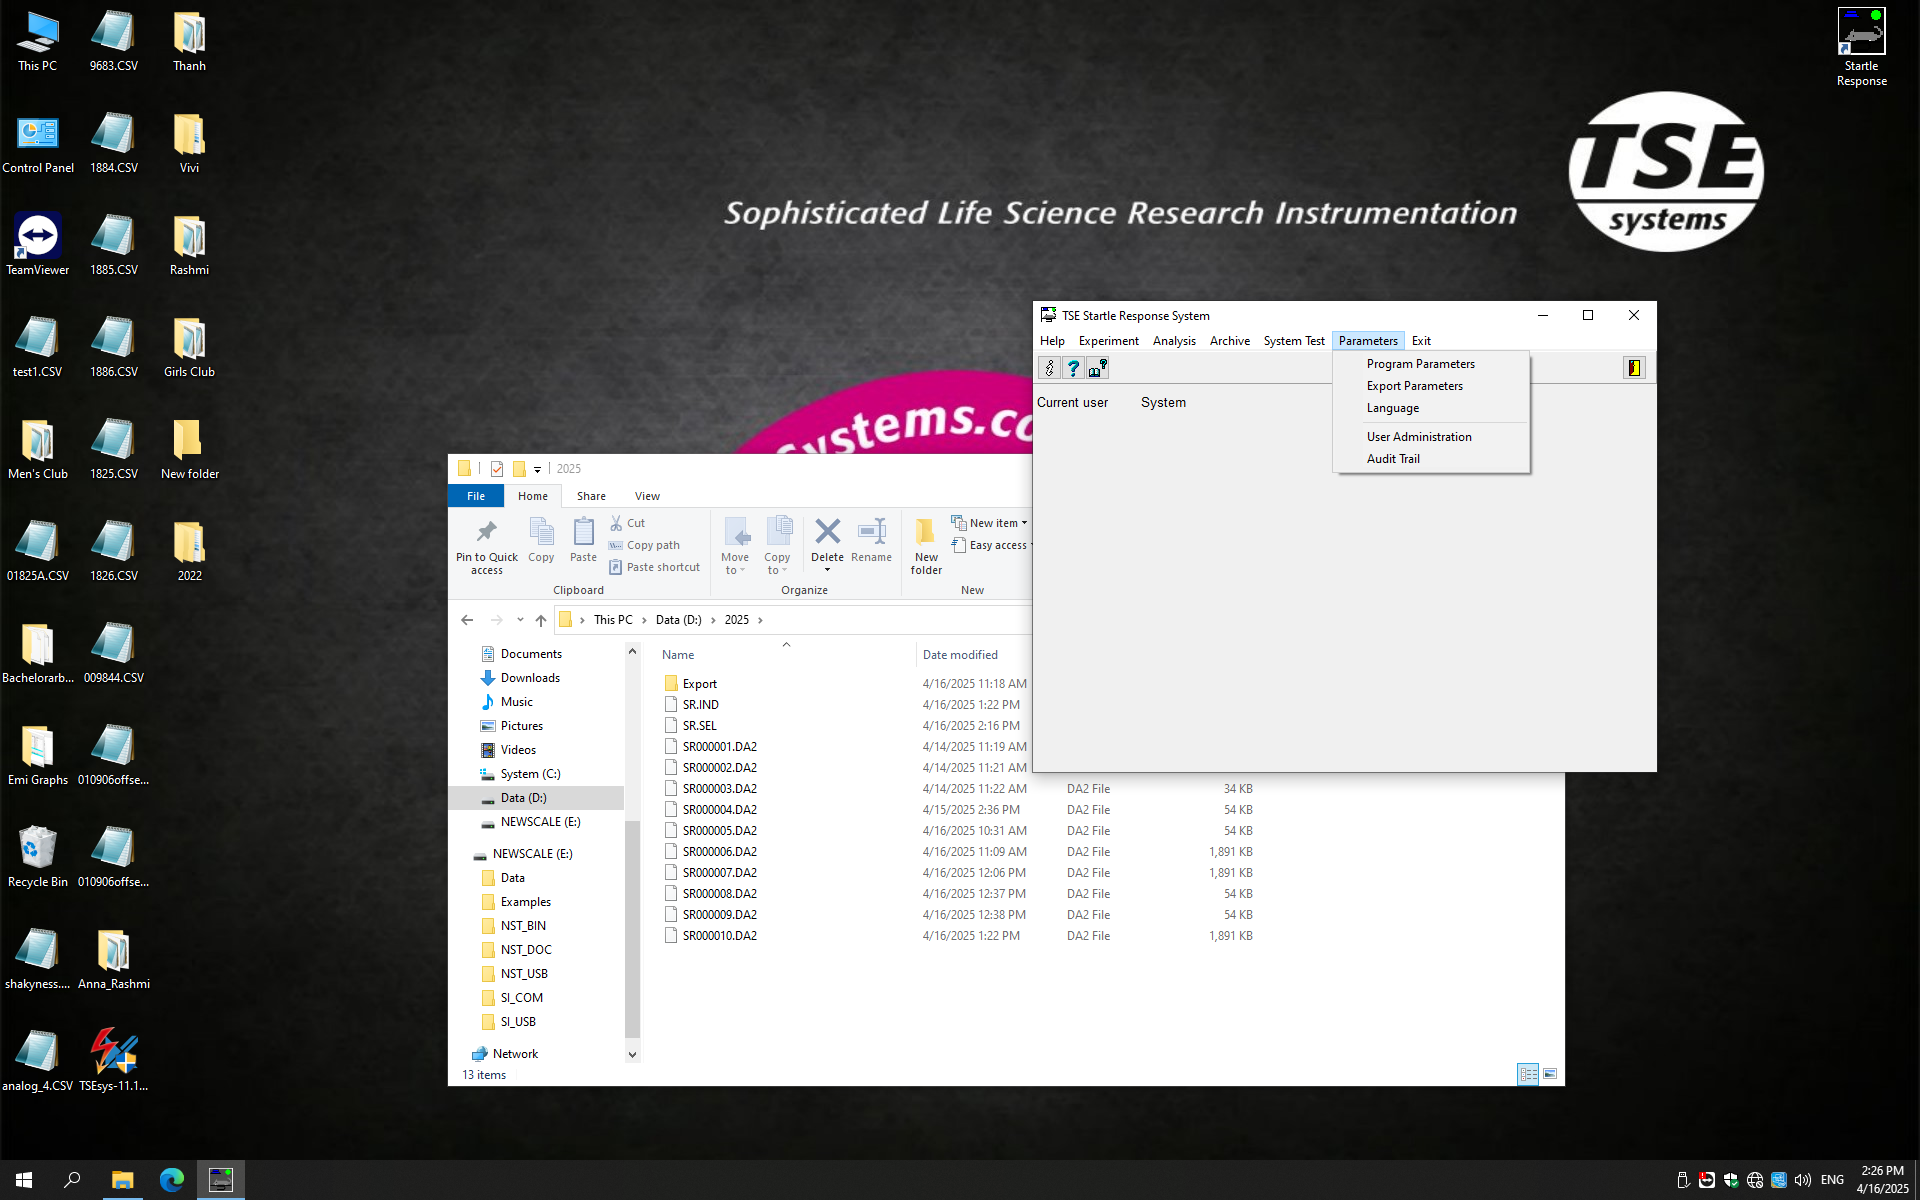 This PC
9683.CSV
Thanh
Startle
Response
Control Panel
1884.CSV
Vivi
TeamViewer
1885.CSV
Rashmi
test1.CSV
1886.CSV
Girls Club
Men's Club
1825.CSV
New folder
01825A.CSV
1826.CSV
2022
Bachelorarb...
009844.CSV
Emi Graphs
010906offse...
Recycle Bin
010906offse...
shakyness....
Anna_Rashmi
analog_4.CSV
TSEsys-11.1...
Sophisticated Life Science Research Instrumentation
TSE
systems
systems.co
TSE Startle Response System
Help Experiment Analysis Archive System Test Parameters Exit
Current user System
Program Parameters
Export Parameters
Language
User Administration
Audit Trail
2025
File Home Share View
Pin to Quick
access
Copy
Paste
Cut
Copy path
Paste shortcut
Clipboard
Move
to
Copy
to
Delete
Rename
Organize
New
folder
New item
Easy access
New
This PC > Data (D:) > 2025 >
Documents
Downloads
Music
Pictures
Videos
System (C:)
Data (D:)
NEWSCALE (E:)
NEWSCALE (E:)
Data
Examples
NST_BIN
NST_DOC
NST_USB
SI_COM
SI_USB
Network
Name Date modified
Export 4/16/2025 11:18 AM
SR.IND 4/16/2025 1:22 PM
SR.SEL 4/16/2025 2:16 PM
SR000001.DA2 4/14/2025 11:19 AM
SR000002.DA2 4/14/2025 11:21 AM
SR000003.DA2 4/14/2025 11:22 AM DA2 File 34 KB
SR000004.DA2 4/15/2025 2:36 PM DA2 File 54 KB
SR000005.DA2 4/16/2025 10:31 AM DA2 File 54 KB
SR000006.DA2 4/16/2025 11:09 AM DA2 File 1,891 KB
SR000007.DA2 4/16/2025 12:06 PM DA2 File 1,891 KB
SR000008.DA2 4/16/2025 12:37 PM DA2 File 54 KB
SR000009.DA2 4/16/2025 12:38 PM DA2 File 54 KB
SR000010.DA2 4/16/2025 1:22 PM DA2 File 1,891 KB
13 items
ENG
2:26 PM
4/16/2025